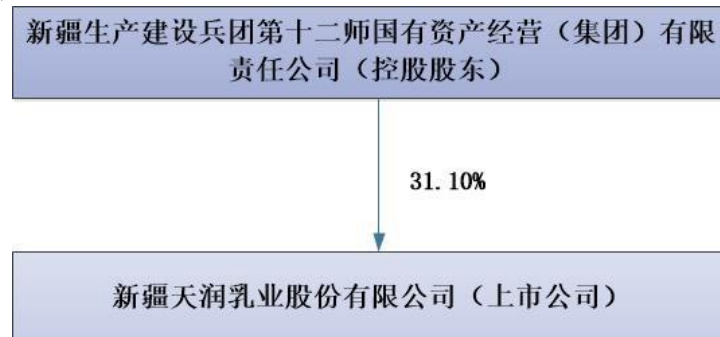 新疆生产建设兵团第十二师国有资产经营（集团）有限
责任公司（控股股东）
31.10%
新疆天润乳业股份有限公司（上市公司）